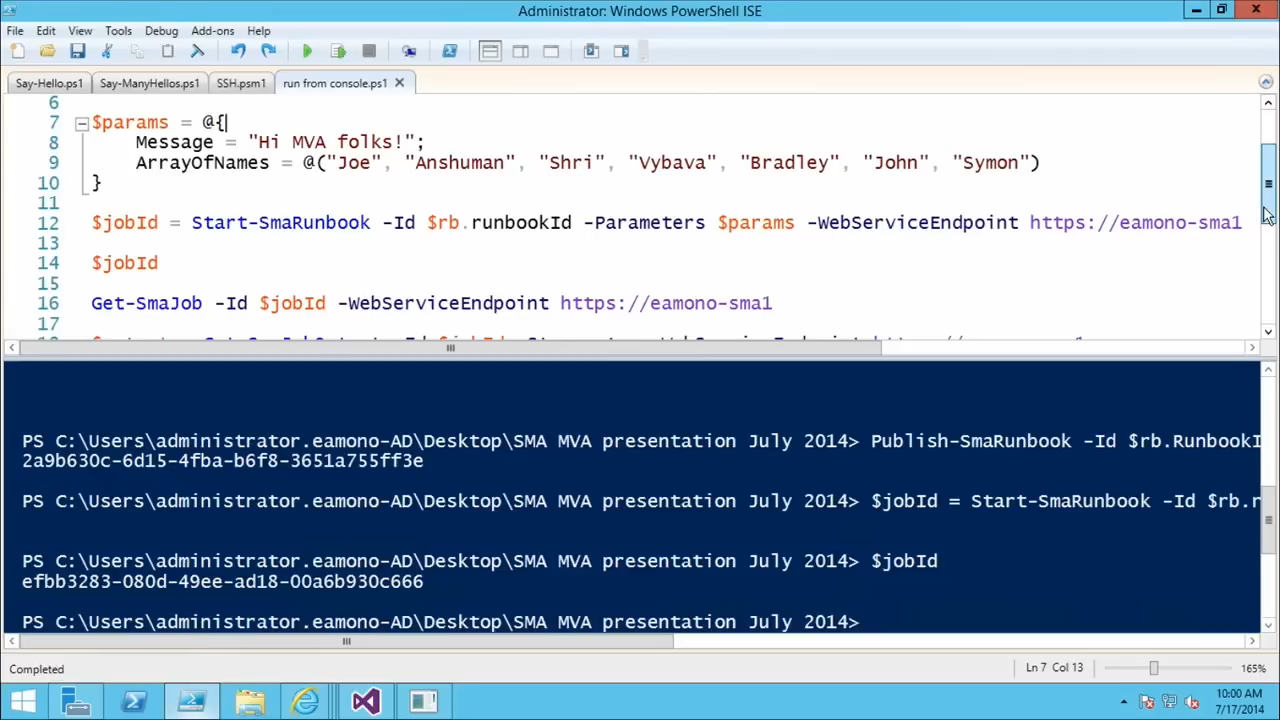 Administrator: Windows PowerShell ISE
File Edit View Tools Debug Add-ons Help
Say-Hello.ps1 Say-ManyHellos.ps1 SSH.psm1 run from console.ps1
6
7 $params = @{
8 Message = "Hi MVA folks!";
9 ArrayOfNames = @("Joe", "Anshuman", "Shri", "Vybava", "Bradley", "John", "Symon")
10 }
11
12 $jobId = Start-SmaRunbook -Id $rb.runbookId -Parameters $params -WebServiceEndpoint https://eamono-sma1
13
14 $jobId
15
16 Get-SmaJob -Id $jobId -WebServiceEndpoint https://eamono-sma1
17
PS C:\Users\administrator.eamono-AD\Desktop\SMA MVA presentation July 2014> Publish-SmaRunbook -Id $rb.RunbookI
2a9b630c-6d15-4fba-b6f8-3651a755ff3e
PS C:\Users\administrator.eamono-AD\Desktop\SMA MVA presentation July 2014> $jobId = Start-SmaRunbook -Id $rb.r
PS C:\Users\administrator.eamono-AD\Desktop\SMA MVA presentation July 2014> $jobId
efbb3283-080d-49ee-ad18-00a6b930c666
PS C:\Users\administrator.eamono-AD\Desktop\SMA MVA presentation July 2014>
Completed Ln 7 Col 13 165%
10:00 AM
7/17/2014